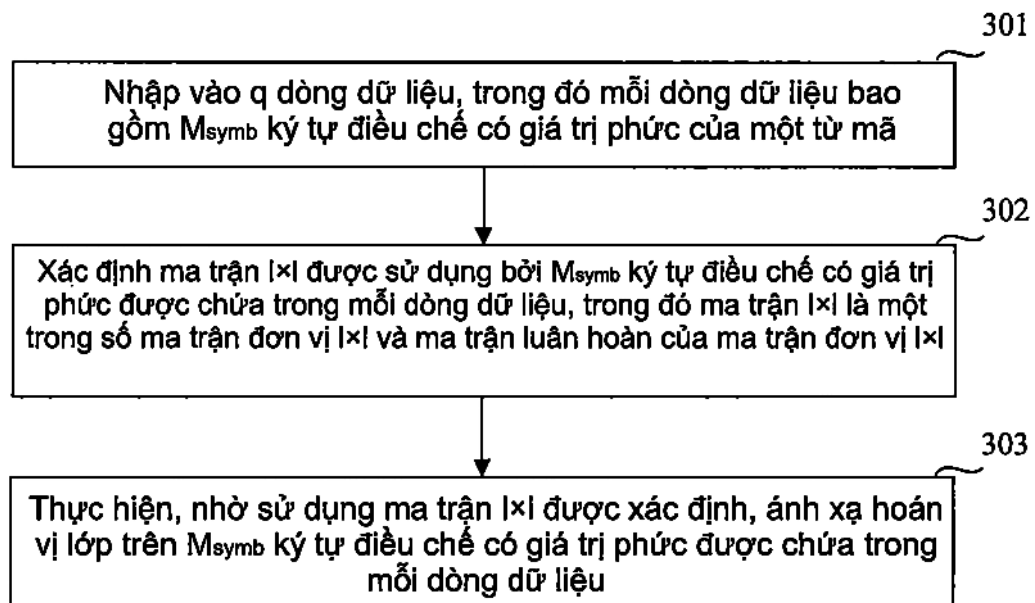 301
Nhập vào q dòng dữ liệu, trong đó mỗi dòng dữ liệu bao
gồm Msymb ký tự điều chế có giá trị phức của một từ mã
302
Xác định ma trận l×l được sử dụng bởi Msymb ký tự điều chế có giá trị
phức được chứa trong mỗi dòng dữ liệu, trong đó ma trận l×l là một
trong số ma trận đơn vị l×l và ma trận luân hoàn của ma trận đơn vị l×l
303
Thực hiện, nhờ sử dụng ma trận l×l được xác định, ánh xạ hoán
vị lớp trên Msymb ký tự điều chế có giá trị phức được chứa trong
mỗi dòng dữ liệu